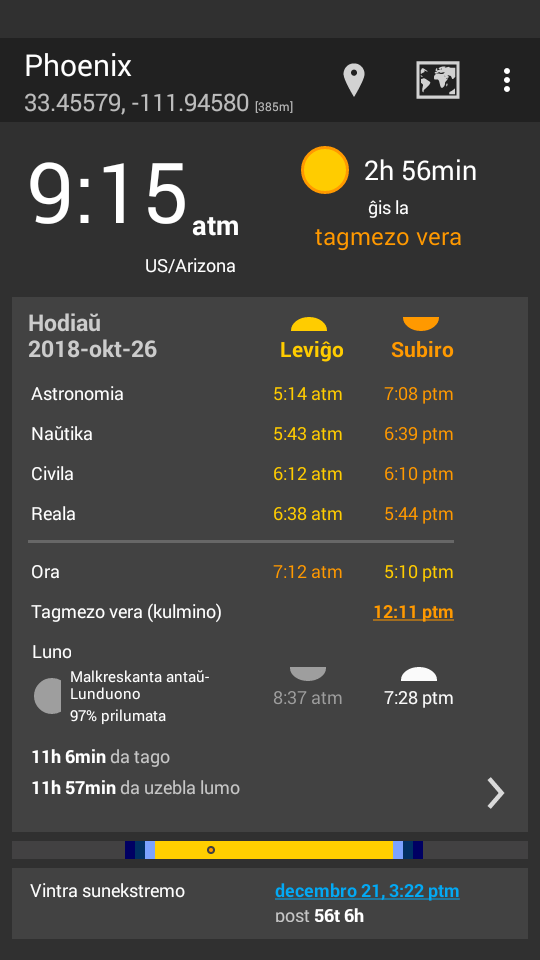 Phoenix
33.45579, -111.94580 [385m]
9:15 atm
US/Arizona
2h 56min
ĝis la
tagmezo vera
Hodiaŭ
2018-okt-26
Leviĝo Subiro
Astronomia 5:14 atm 7:08 ptm
Naŭtika 5:43 atm 6:39 ptm
Civila 6:12 atm 6:10 ptm
Reala 6:38 atm 5:44 ptm
Ora 7:12 atm 5:10 ptm
Tagmezo vera (kulmino) 12:11 ptm
Luno
Malkreskanta antaŭ-
Lunduono
97% prilumata
8:37 atm 7:28 ptm
11h 6min da tago
11h 57min da uzebla lumo
Vintra sunekstremo decembro 21, 3:22 ptm
post 56t 6h